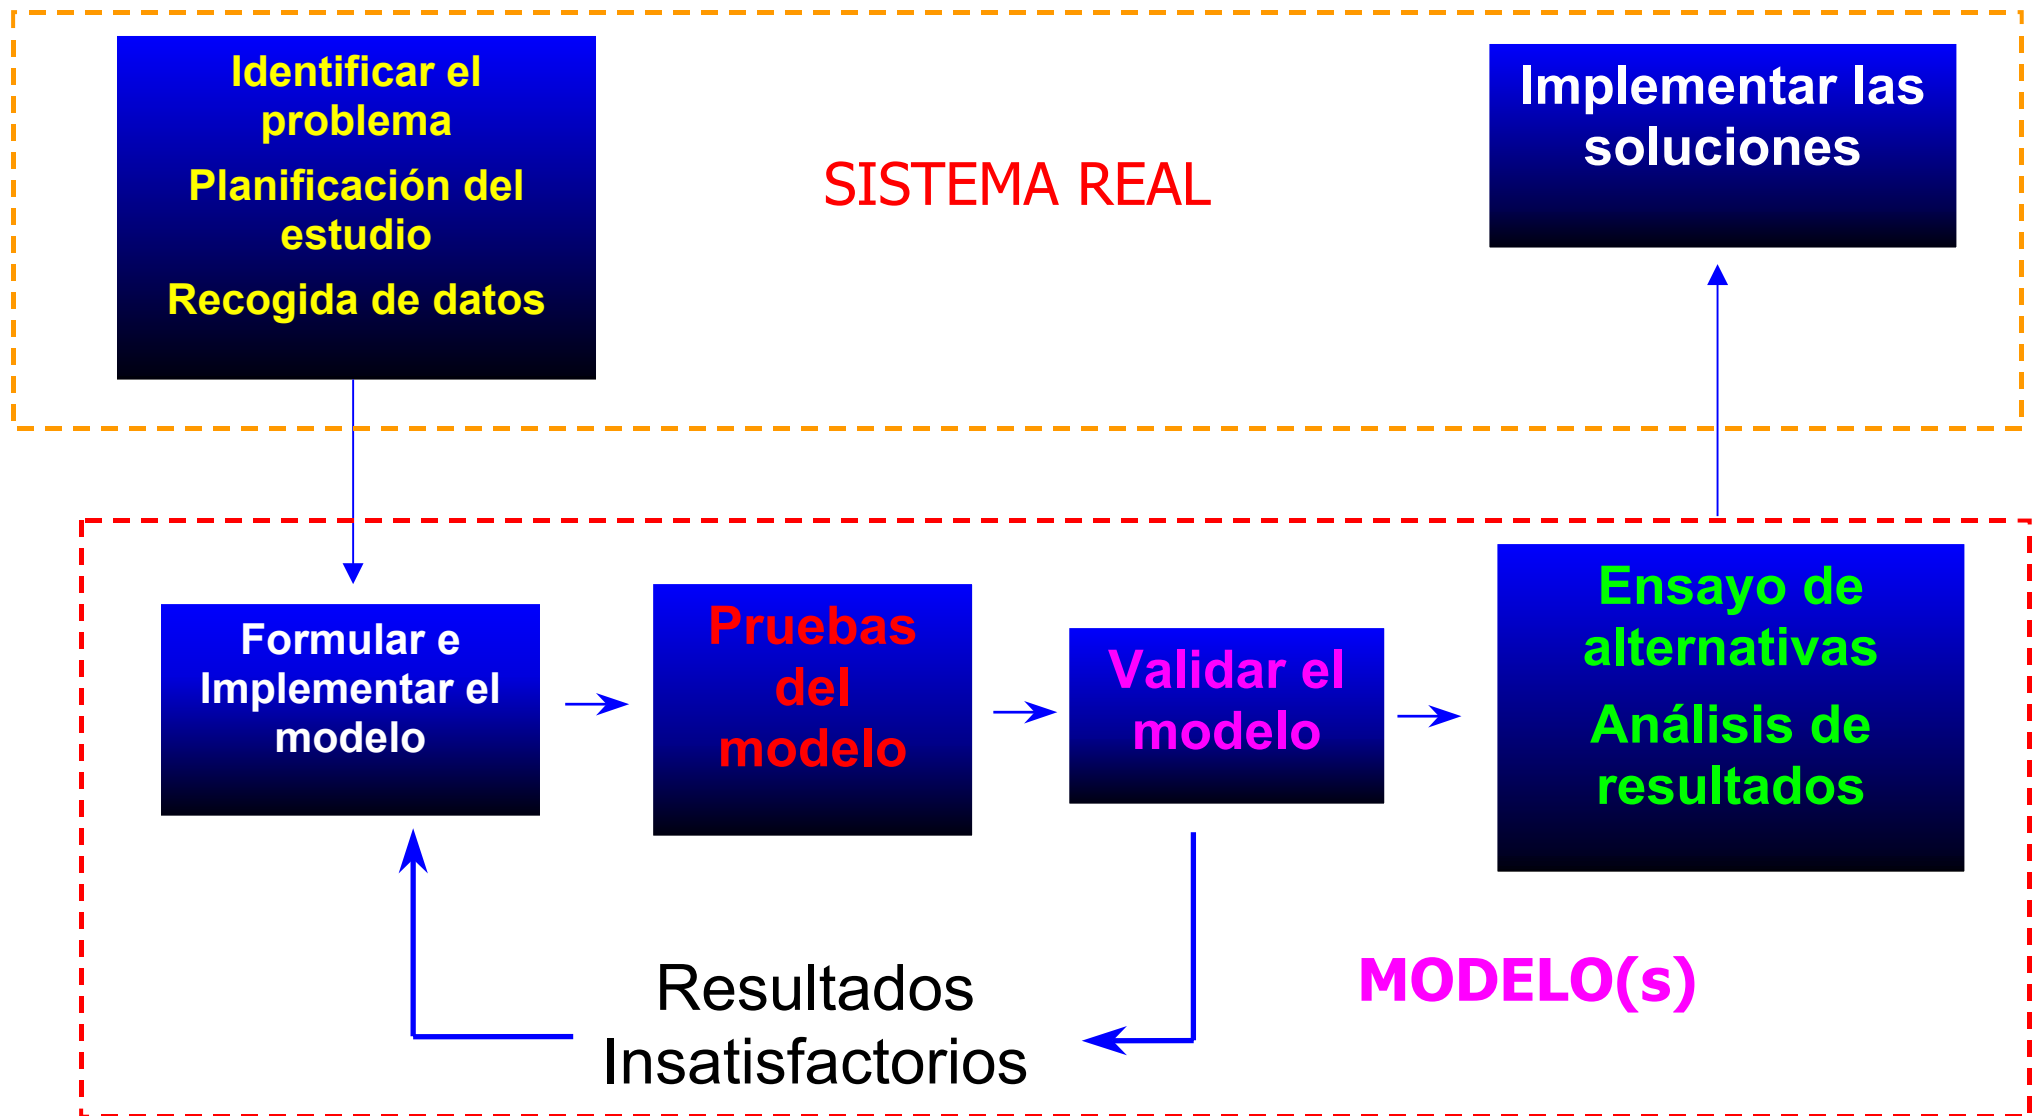 Identificar el
problema
Planificación del
estudio
Recogida de datos
SISTEMA REAL
Implementar las
soluciones
Formular e
Implementar el
modelo
Pruebas
del
modelo
Validar el
modelo
Ensayo de
alternativas
Análisis de
resultados
Resultados
Insatisfactorios
MODELO(s)